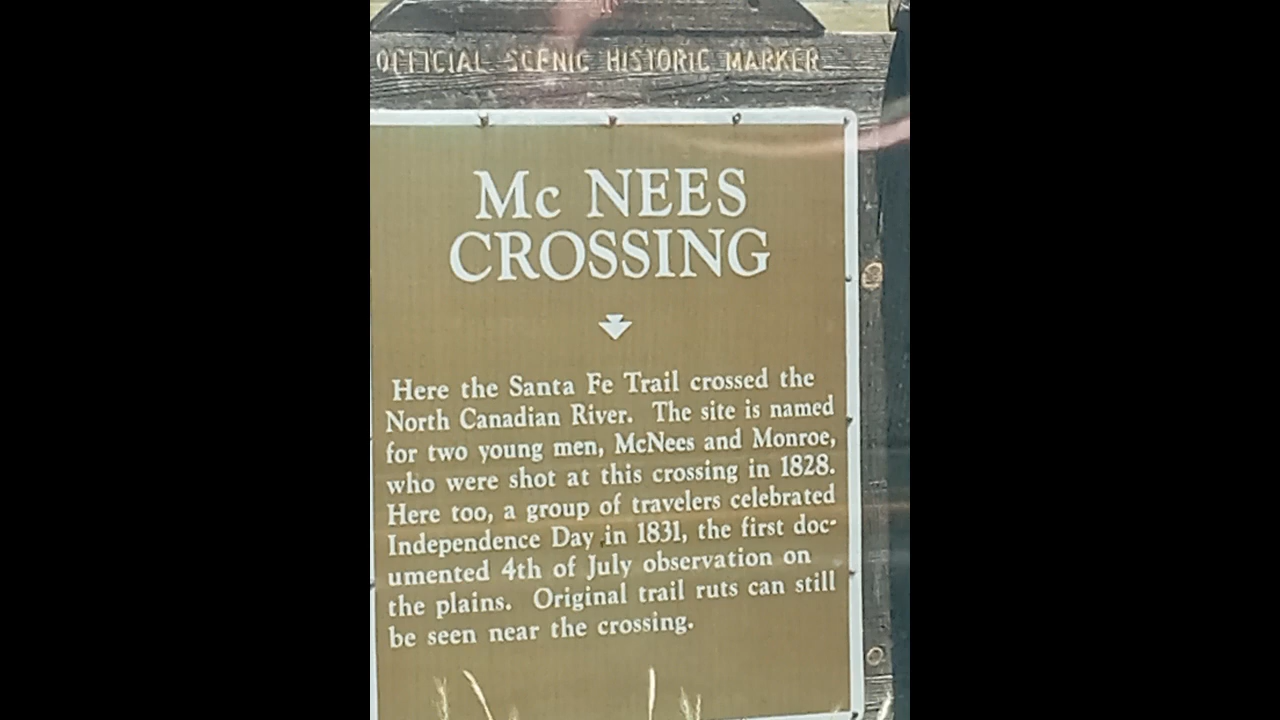 OFFICIAL SCENIC HISTORIC MARKER
Mc NEES
CROSSING
Here the Santa Fe Trail crossed the
North Canadian River. The site is named
for two young men, McNees and Monroe,
who were shot at this crossing in 1828.
Here too, a group of travelers celebrated
Independence Day in 1831, the first doc-
umented 4th of July observation on
the plains. Original trail ruts can still
be seen near the crossing.